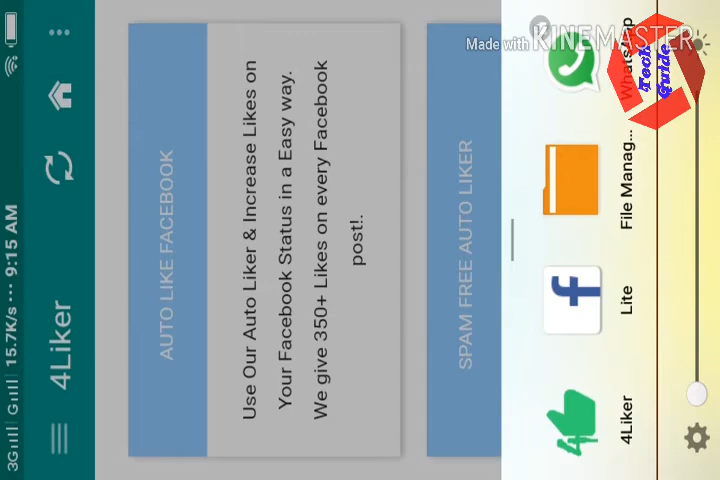 3G G 15.7K/s ··· 9:15 AM
4Liker
AUTO LIKE FACEBOOK
Use Our Auto Liker & Increase Likes on
Your Facebook Status in a Easy way.
We give 350+ Likes on every Facebook
post!.
SPAM FREE AUTO LIKER
4Liker
Lite
File Manag...
WhatsApp
Made with KINEMASTER
Tech
Guide